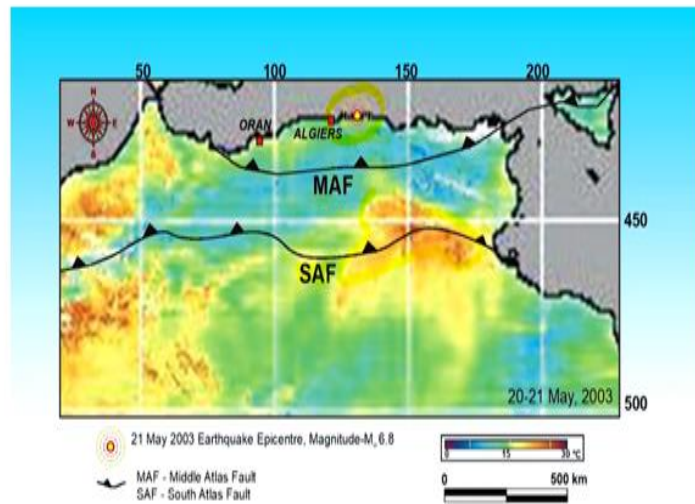 50 100 150 200
N
W E
S
ORAN
ALGIERS
MAF
450
SAF
20-21 May, 2003
500
21 May 2003 Earthquake Epicentre, Magnitude-Mw 6.8
0 15 30 °C
MAF - Middle Atlas Fault
SAF - South Atlas Fault
0 500 km